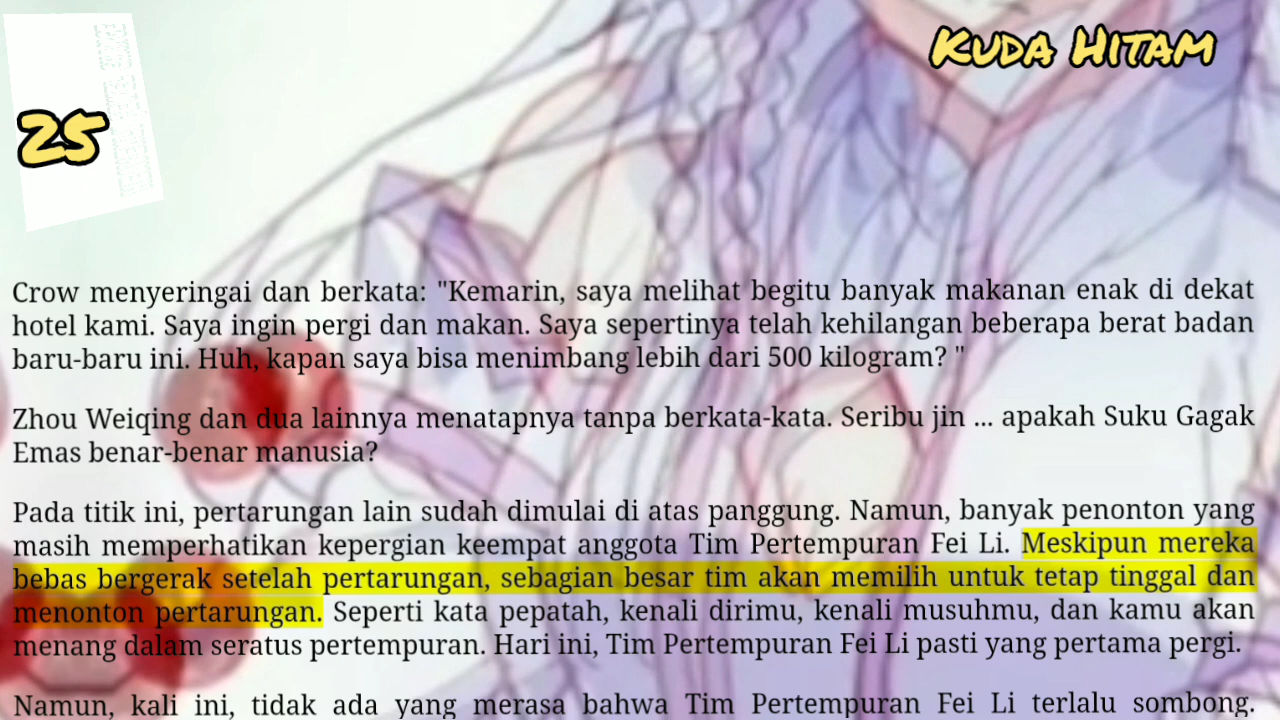 Kuda Hitam
25
Crow menyeringai dan berkata: "Kemarin, saya melihat begitu banyak makanan enak di dekat
hotel kami. Saya ingin pergi dan makan. Saya sepertinya telah kehilangan beberapa berat badan
baru-baru ini. Huh, kapan saya bisa menimbang lebih dari 500 kilogram? "
Zhou Weiqing dan dua lainnya menatapnya tanpa berkata-kata. Seribu jin ... apakah Suku Gagak
Emas benar-benar manusia?
Pada titik ini, pertarungan lain sudah dimulai di atas panggung. Namun, banyak penonton yang
masih memperhatikan kepergian keempat anggota Tim Pertempuran Fei Li. Meskipun mereka
bebas bergerak setelah pertarungan, sebagian besar tim akan memilih untuk tetap tinggal dan
menonton pertarungan. Seperti kata pepatah, kenali dirimu, kenali musuhmu, dan kamu akan
menang dalam seratus pertempuran. Hari ini, Tim Pertempuran Fei Li pasti yang pertama pergi.
Namun, kali ini, tidak ada yang merasa bahwa Tim Pertempuran Fei Li terlalu sombong.